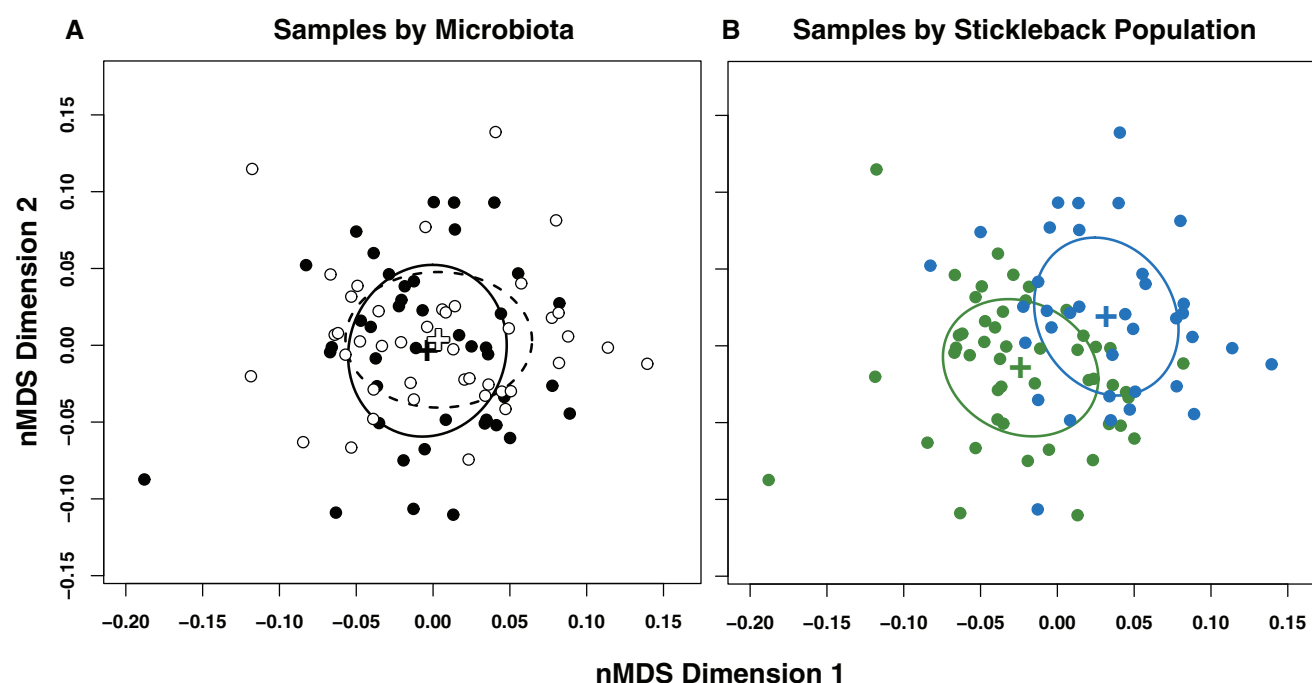 A Samples by Microbiota
B Samples by Stickleback Population
nMDS Dimension 2
0.15
0.10
0.05
0.00
−0.05
−0.10
−0.15
−0.20 −0.15 −0.10 −0.05 0.00 0.05 0.10 0.15
−0.20 −0.15 −0.10 −0.05 0.00 0.05 0.10 0.15
nMDS Dimension 1